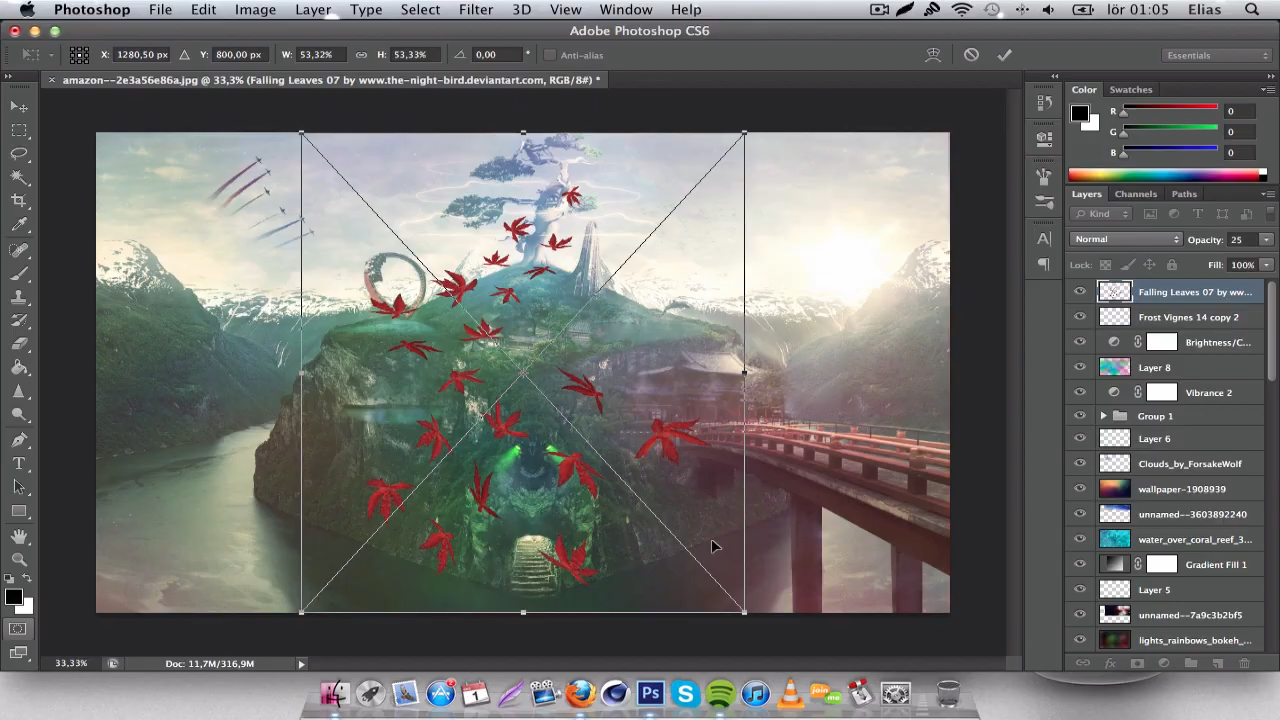 Photoshop File Edit Image Layer Type Select Filter 3D View Window Help lör 01:05 Elias
Adobe Photoshop CS6
X: 1280,50 px Y: 800,00 px W: 53,32% H: 53,33% 0,00 ° Anti-alias Essentials
amazon--2e3a56e86a.jpg @ 33,3% (Falling Leaves 07 by www.the-night-bird.deviantart.com, RGB/8#) *
Color Swatches
R 0
G 0
B 0
Layers Channels Paths
Kind
Normal Opacity: 25
Lock: Fill: 100%
Falling Leaves 07 by ww...
Frost Vignes 14 copy 2
Brightness/C...
Layer 8
Vibrance 2
Group 1
Layer 6
Clouds_by_ForsakeWolf
wallpaper-1908939
unnamed--3603892240
water_over_coral_reef_3...
Gradient Fill 1
Layer 5
unnamed--7a9c3b2bf5
lights_rainbows_bokeh_...
33,33% Doc: 11,7M/316,9M
1 Ps join me